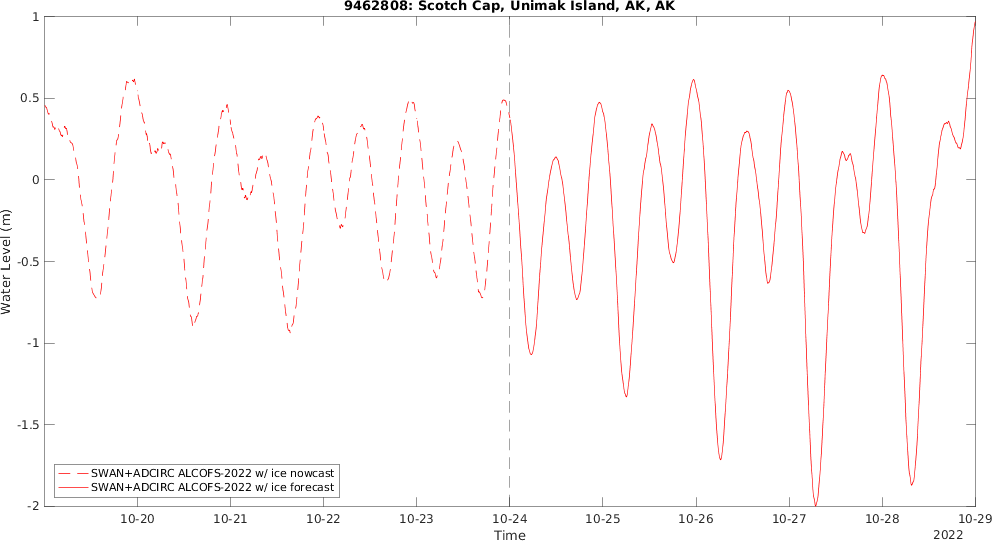 9462808: Scotch Cap, Unimak Island, AK, AK
1
0.5
0
-0.5
-1
-1.5
-2
Water Level (m)
SWAN+ADCIRC ALCOFS-2022 w/ ice nowcast
SWAN+ADCIRC ALCOFS-2022 w/ ice forecast
10-20 10-21 10-22 10-23 10-24 10-25 10-26 10-27 10-28 10-29
Time
2022